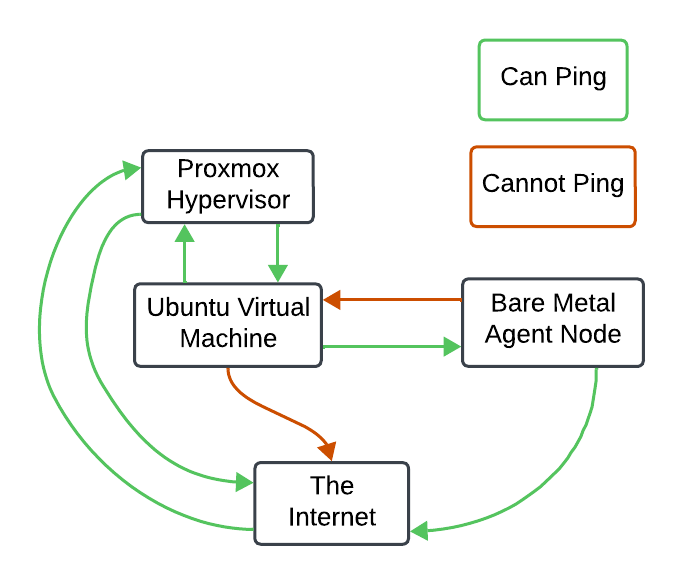 Can Ping
Cannot Ping
Proxmox
Hypervisor
Ubuntu Virtual
Machine
Bare Metal
Agent Node
The
Internet